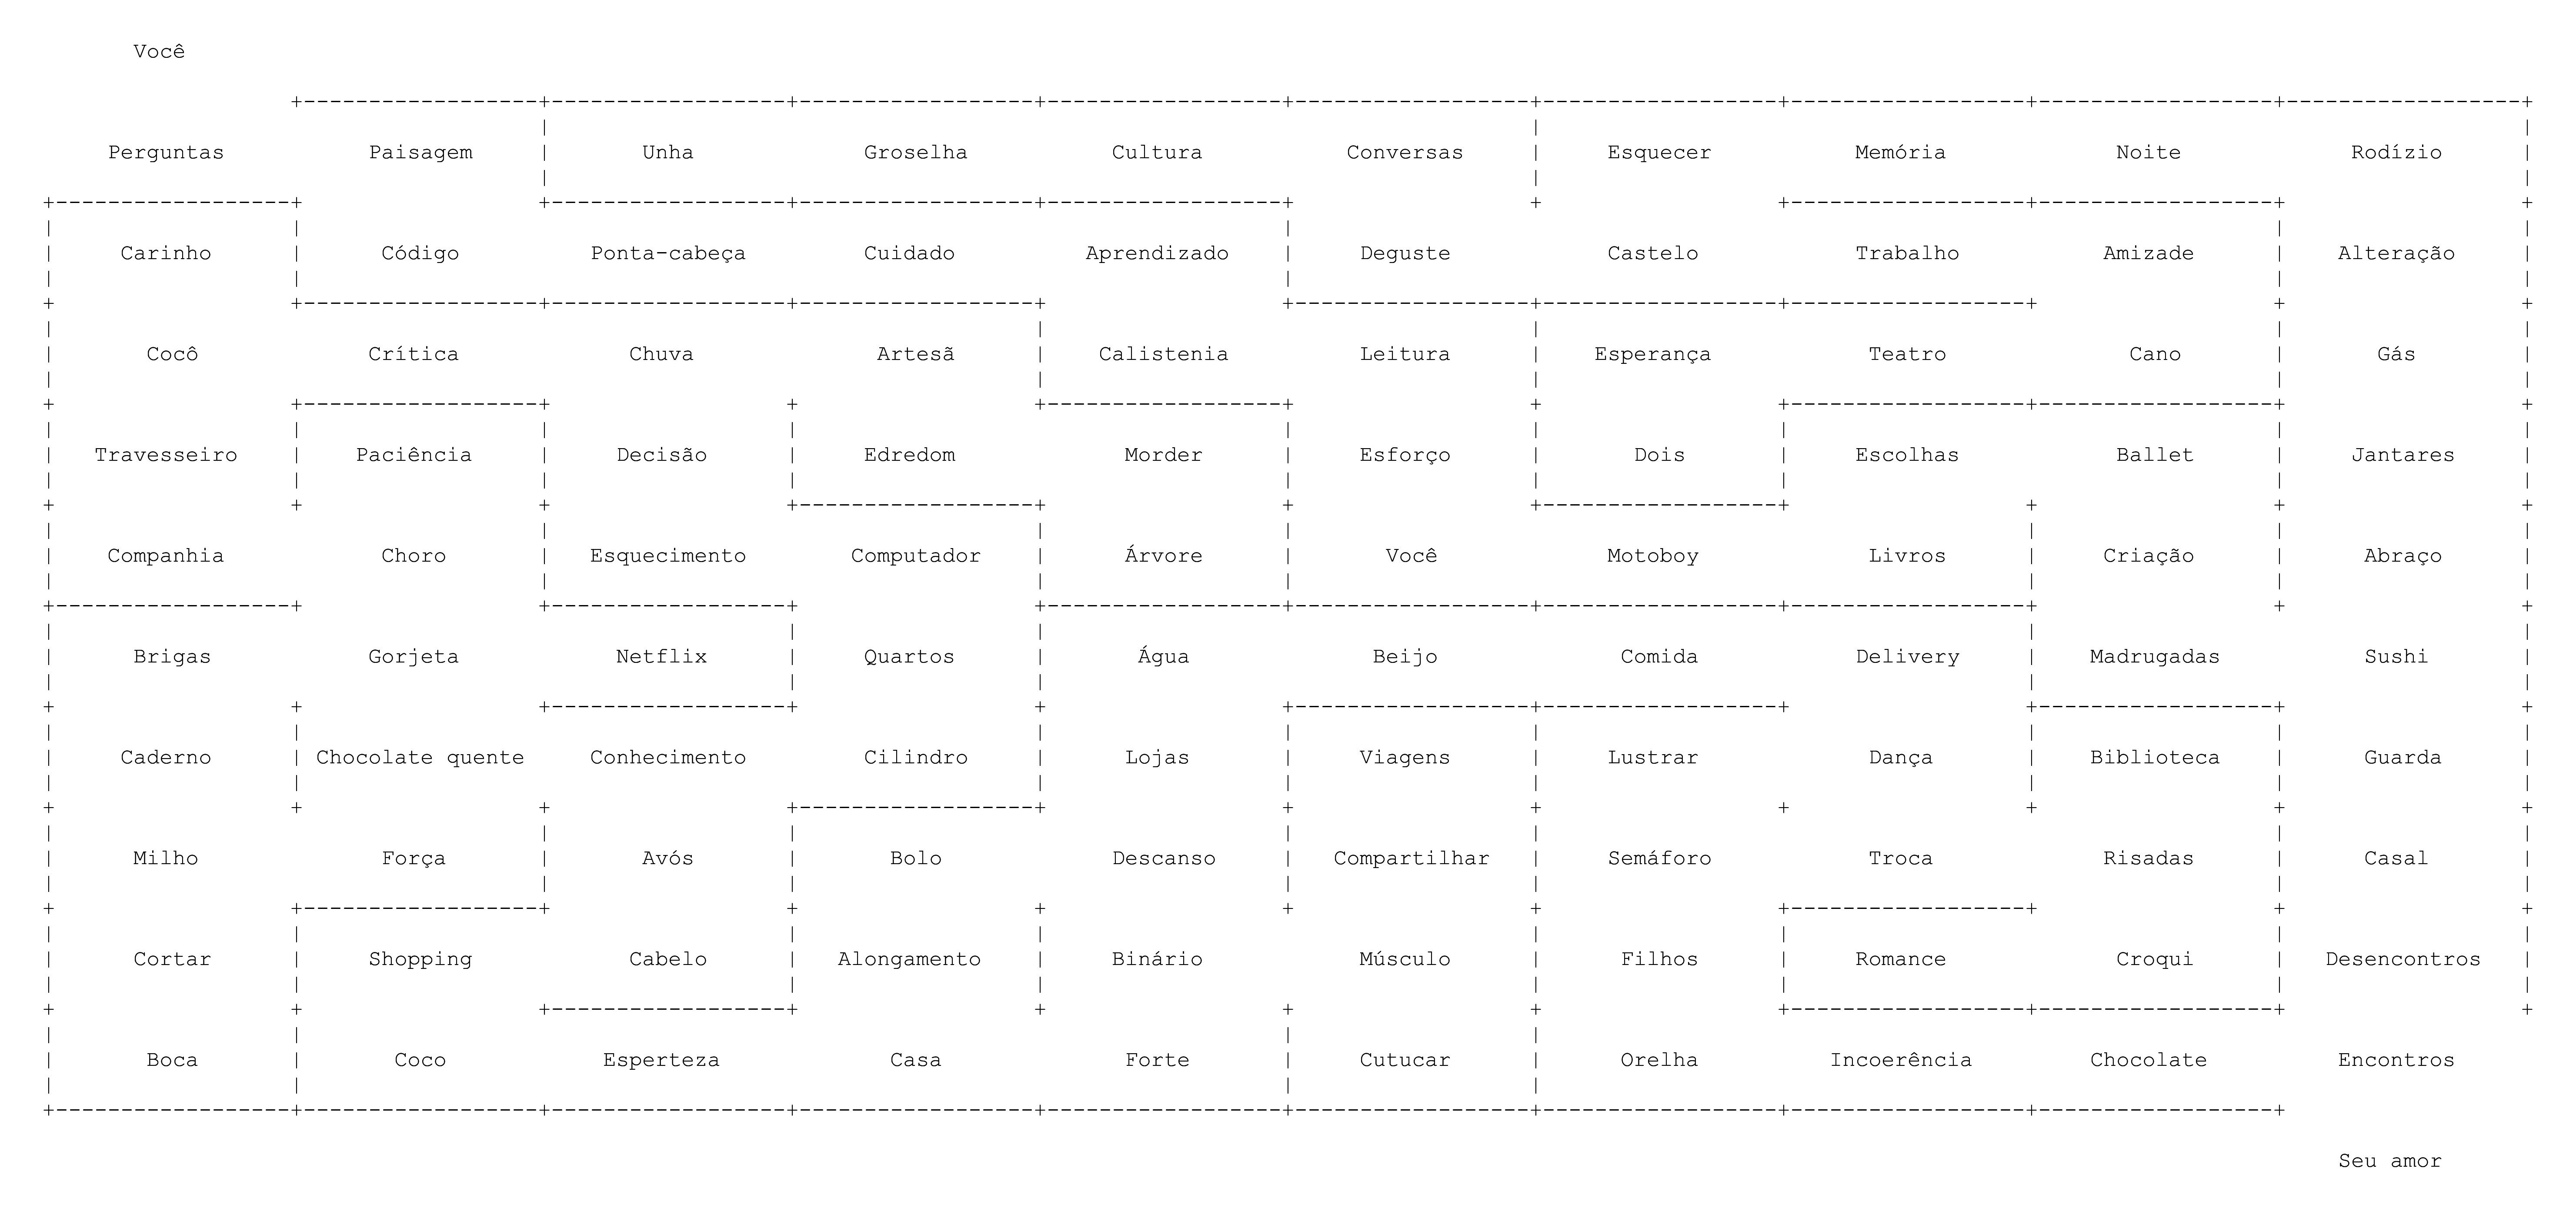 Você
Perguntas Paisagem Unha Groselha Cultura Conversas Esquecer Memória Noite Rodízio
Carinho Código Ponta-cabeça Cuidado Aprendizado Deguste Castelo Trabalho Amizade Alteração
Cocô Crítica Chuva Artesã Calistenia Leitura Esperança Teatro Cano Gás
Travesseiro Paciência Decisão Edredom Morder Esforço Dois Escolhas Ballet Jantares
Companhia Choro Esquecimento Computador Árvore Você Motoboy Livros Criação Abraço
Brigas Gorjeta Netflix Quartos Água Beijo Comida Delivery Madrugadas Sushi
Caderno Chocolate quente Conhecimento Cilindro Lojas Viagens Lustrar Dança Biblioteca Guarda
Milho Força Avós Bolo Descanso Compartilhar Semáforo Troca Risadas Casal
Cortar Shopping Cabelo Alongamento Binário Músculo Filhos Romance Croqui Desencontros
Boca Coco Esperteza Casa Forte Cutucar Orelha Incoerência Chocolate Encontros
Seu amor